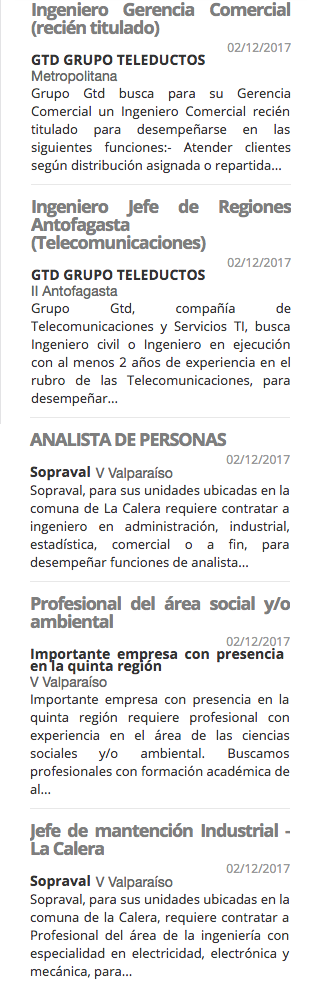 Ingeniero Gerencia Comercial
(recién titulado)
02/12/2017
GTD GRUPO TELEDUCTOS
Metropolitana
Grupo Gtd busca para su Gerencia
Comercial un Ingeniero Comercial recién
titulado para desempeñarse en las
siguientes funciones:- Atender clientes
según distribución asignada o repartida...
Ingeniero Jefe de Regiones
Antofagasta
(Telecomunicaciones)
02/12/2017
GTD GRUPO TELEDUCTOS
II Antofagasta
Grupo Gtd, compañía de
Telecomunicaciones y Servicios TI, busca
Ingeniero civil o Ingeniero en ejecución
con al menos 2 años de experiencia en el
rubro de las Telecomunicaciones, para
desempeñar...
ANALISTA DE PERSONAS
02/12/2017
Sopraval V Valparaíso
Sopraval, para sus unidades ubicadas en la
comuna de La Calera requiere contratar a
ingeniero en administración, industrial,
estadística, comercial o a fin, para
desempeñar funciones de analista...
Profesional del área social y/o
ambiental
02/12/2017
Importante empresa con presencia
en la quinta región
V Valparaíso
Importante empresa con presencia en la
quinta región requiere profesional con
experiencia en el área de las ciencias
sociales y/o ambiental. Buscamos
profesionales con formación académica de
al...
Jefe de mantención Industrial -
La Calera
02/12/2017
Sopraval V Valparaíso
Sopraval, para sus unidades ubicadas en la
comuna de la Calera, requiere contratar a
Profesional del área de la ingeniería con
especialidad en electricidad, electrónica y
mecánica, para...